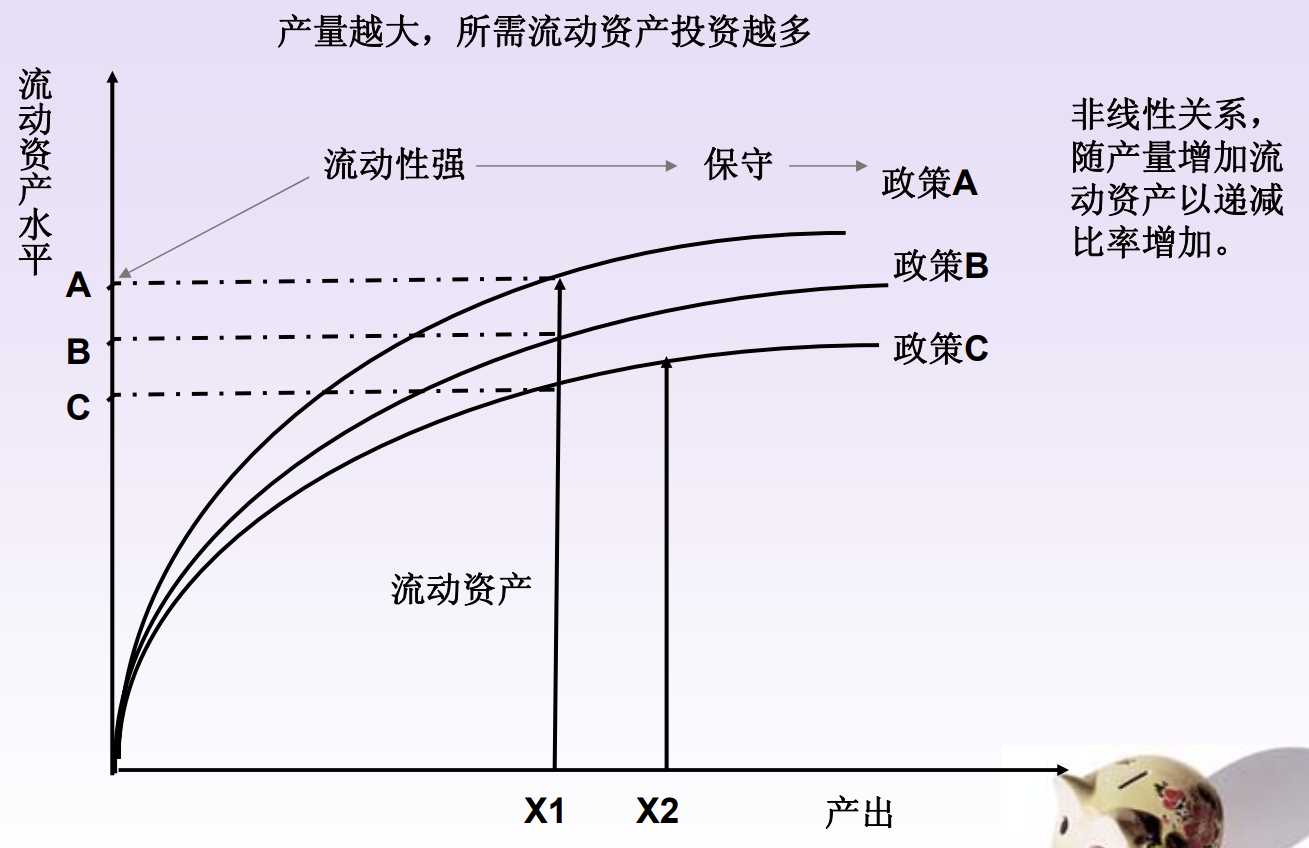 产量越大，所需流动资产投资越多
流动资产水平
非线性关系，
随产量增加流
动资产以递减
比率增加。
流动性强
保守
政策A
政策B
政策C
A
B
C
流动资产
X1
X2
产出